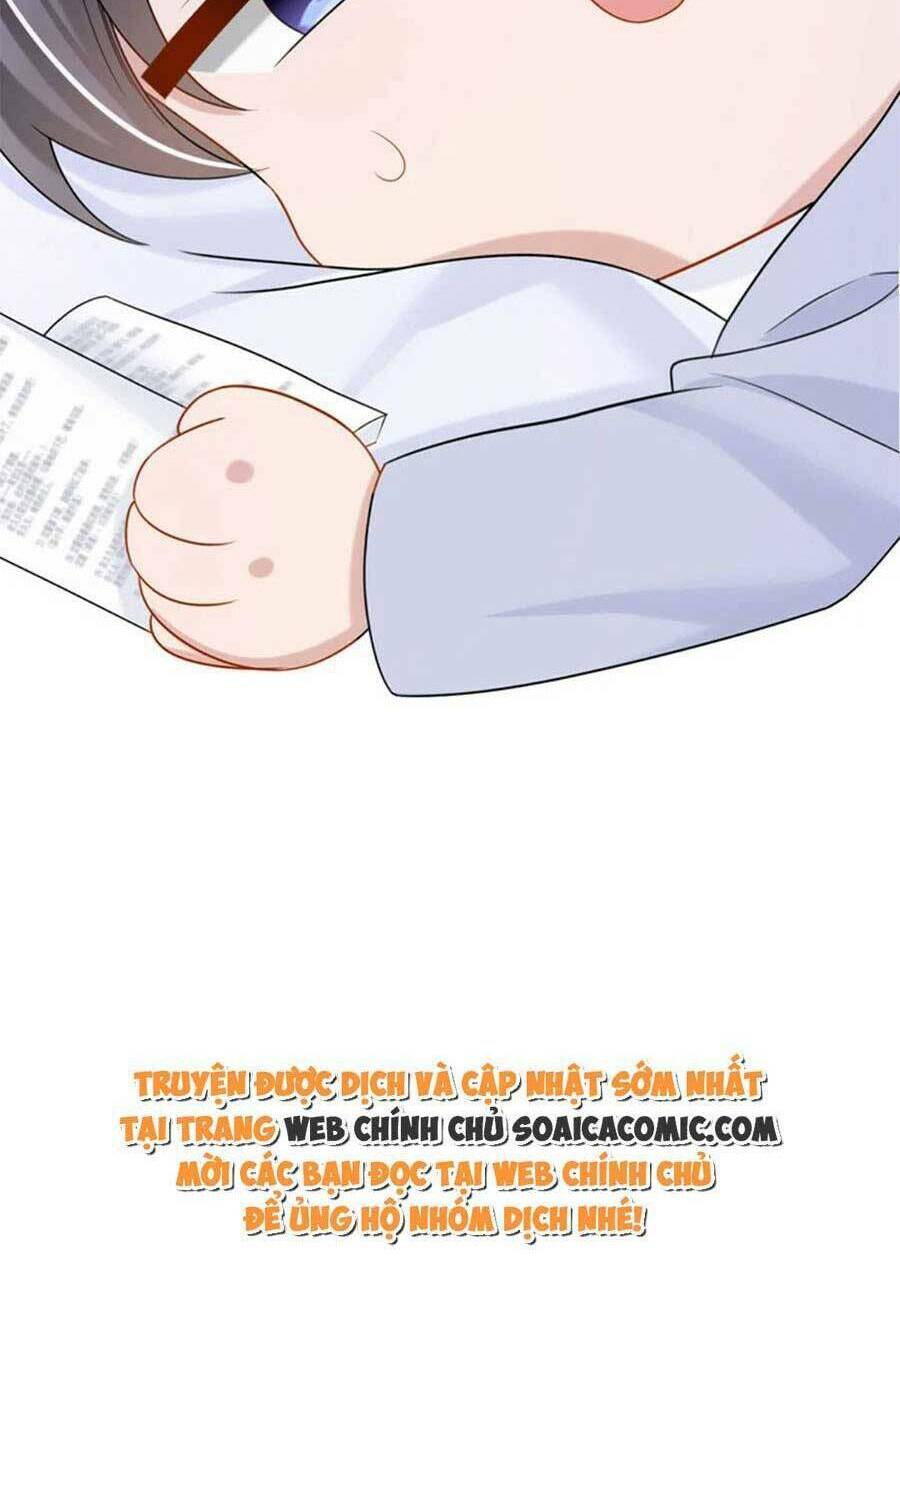 TRUYỆN ĐƯỢC DỊCH VÀ CẬP NHẬT SỚM NHẤT
TẠI TRANG WEB CHÍNH CHỦ SOAICACOMIC.COM
MỜI CÁC BẠN ĐỌC TẠI WEB CHÍNH CHỦ
ĐỂ ỦNG HỘ NHÓM DỊCH NHÉ!